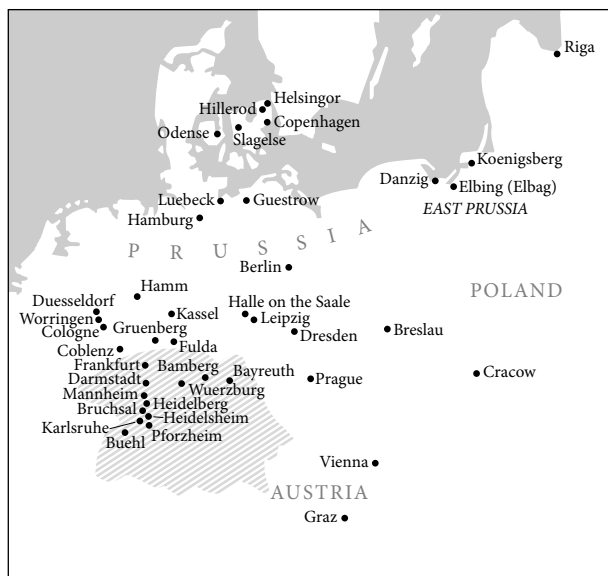 Riga
Helsingor
Hillerod
Copenhagen
Odense
Slagelse
Koenigsberg
Danzig
Elbing (Elbag)
EAST PRUSSIA
Luebeck
Guestrow
Hamburg
PRUSSIA
Berlin
Hamm
POLAND
Duesseldorf
Kassel
Halle on the Saale
Worringen
Leipzig
Cologne
Gruenberg
Dresden
Breslau
Coblenz
Fulda
Frankfurt
Bamberg
Bayreuth
Prague
Cracow
Darmstadt
Wuerzburg
Mannheim
Heidelberg
Bruchsal
Heidelsheim
Karlsruhe
Pforzheim
Buehl
Vienna
AUSTRIA
Graz